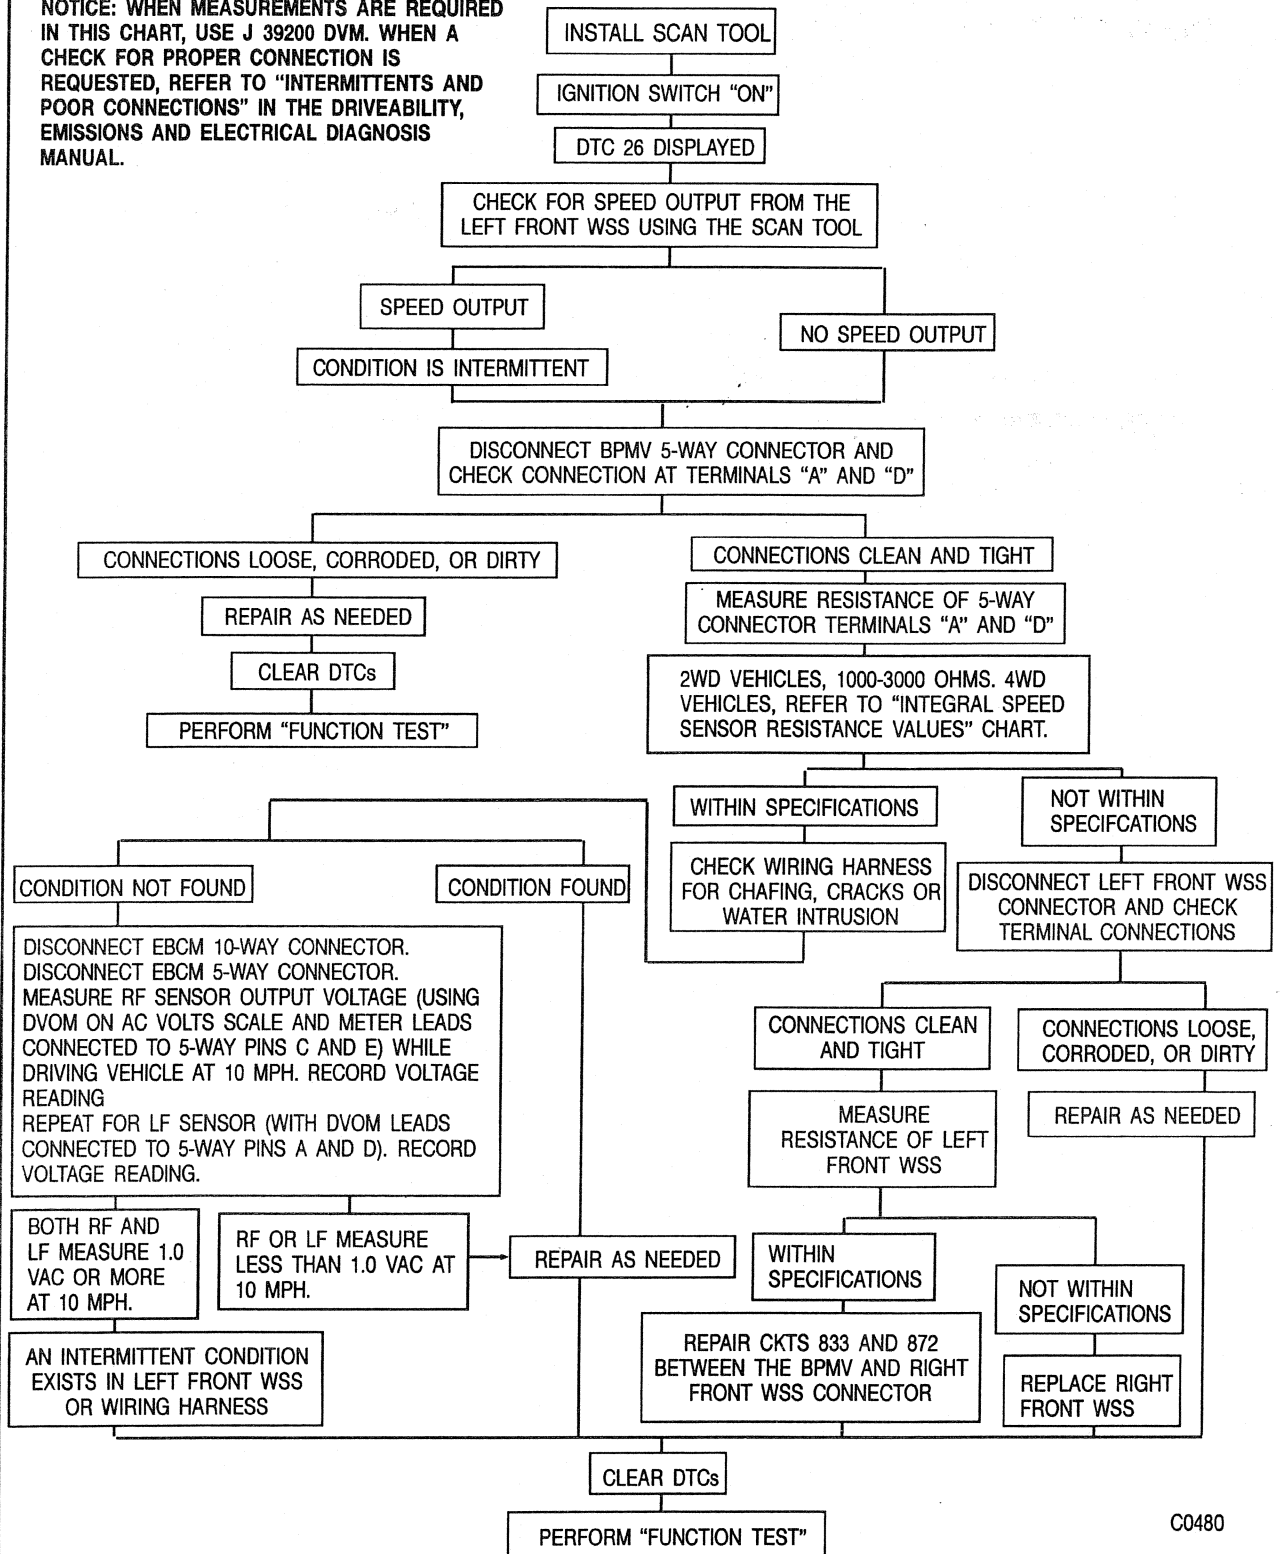 NOTICE: WHEN MEASUREMENTS ARE REQUIRED
IN THIS CHART, USE J 39200 DVM. WHEN A
CHECK FOR PROPER CONNECTION IS
REQUESTED, REFER TO “INTERMITTENTS AND
POOR CONNECTIONS” IN THE DRIVEABILITY,
EMISSIONS AND ELECTRICAL DIAGNOSIS
MANUAL.
INSTALL SCAN TOOL
IGNITION SWITCH “ON”
DTC 26 DISPLAYED
CHECK FOR SPEED OUTPUT FROM THE
LEFT FRONT WSS USING THE SCAN TOOL
SPEED OUTPUT
NO SPEED OUTPUT
CONDITION IS INTERMITTENT
DISCONNECT BPMV 5-WAY CONNECTOR AND
CHECK CONNECTION AT TERMINALS “A” AND “D”
CONNECTIONS LOOSE, CORRODED, OR DIRTY
REPAIR AS NEEDED
CLEAR DTCs
PERFORM “FUNCTION TEST”
CONNECTIONS CLEAN AND TIGHT
MEASURE RESISTANCE OF 5-WAY
CONNECTOR TERMINALS “A” AND “D”
2WD VEHICLES, 1000-3000 OHMS. 4WD
VEHICLES, REFER TO “INTEGRAL SPEED
SENSOR RESISTANCE VALUES” CHART.
WITHIN SPECIFICATIONS
CHECK WIRING HARNESS
FOR CHAFING, CRACKS OR
WATER INTRUSION
NOT WITHIN
SPECIFCATIONS
DISCONNECT LEFT FRONT WSS
CONNECTOR AND CHECK
TERMINAL CONNECTIONS
CONDITION NOT FOUND
CONDITION FOUND
DISCONNECT EBCM 10-WAY CONNECTOR.
DISCONNECT EBCM 5-WAY CONNECTOR.
MEASURE RF SENSOR OUTPUT VOLTAGE (USING
DVOM ON AC VOLTS SCALE AND METER LEADS
CONNECTED TO 5-WAY PINS C AND E) WHILE
DRIVING VEHICLE AT 10 MPH. RECORD VOLTAGE
READING
REPEAT FOR LF SENSOR (WITH DVOM LEADS
CONNECTED TO 5-WAY PINS A AND D). RECORD
VOLTAGE READING.
CONNECTIONS CLEAN
AND TIGHT
CONNECTIONS LOOSE,
CORRODED, OR DIRTY
MEASURE
RESISTANCE OF LEFT
FRONT WSS
REPAIR AS NEEDED
BOTH RF AND
LF MEASURE 1.0
VAC OR MORE
AT 10 MPH.
RF OR LF MEASURE
LESS THAN 1.0 VAC AT
10 MPH.
REPAIR AS NEEDED
WITHIN
SPECIFICATIONS
NOT WITHIN
SPECIFICATIONS
AN INTERMITTENT CONDITION
EXISTS IN LEFT FRONT WSS
OR WIRING HARNESS
REPAIR CKTS 833 AND 872
BETWEEN THE BPMV AND RIGHT
FRONT WSS CONNECTOR
REPLACE RIGHT
FRONT WSS
CLEAR DTCs
PERFORM “FUNCTION TEST”
C0480